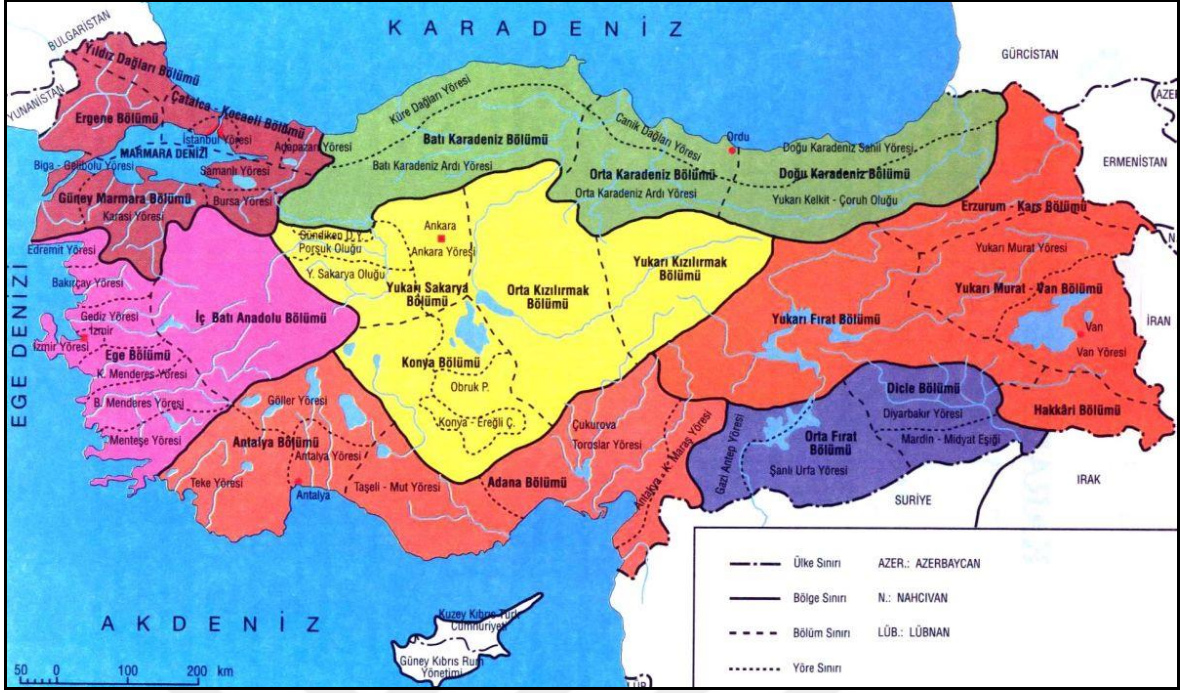 KARADENİZ
BULGARİSTAN
YUNANİSTAN
GÜRCİSTAN
ERMENİSTAN
İRAN
IRAK
SURİYE
N.
LÜB.
EGE DENİZİ
AKDENİZ
MARMARA DENİZİ
Yıldız Dağları Bölümü
Çatalca - Kocaeli Bölümü
Ergene Bölümü
İstanbul Yöresi
Adapazarı Yöresi
Biga - Gelibolu Yöresi
Samanlı Yöresi
Güney Marmara Bölümü
Bursa Yöresi
Karasi Yöresi
Küre Dağları Yöresi
Batı Karadeniz Bölümü
Batı Karadeniz Ardı Yöresi
Canik Dağları Yöresi
Ordu
Orta Karadeniz Bölümü
Orta Karadeniz Ardı Yöresi
Doğu Karadeniz Sahil Yöresi
Doğu Karadeniz Bölümü
Yukarı Kelkit - Çoruh Oluğu
Edremit Yöresi
Bakırçay Yöresi
Gediz Yöresi
İzmir
İzmir Yöresi
İç Batı Anadolu Bölümü
Ege Bölümü
K. Menderes Yöresi
B. Menderes Yöresi
Menteşe Yöresi
Ankara
Ankara Yöresi
Sündiken D.Y.
Porsuk Oluğu
Y. Sakarya Oluğu
Yukarı Sakarya
Bölümü
Orta Kızılırmak
Bölümü
Yukarı Kızılırmak
Bölümü
Konya Bölümü
Obruk P.
Konya - Ereğli Ç.
Erzurum - Kars Bölümü
Yukarı Murat Yöresi
Yukarı Murat - Van Bölümü
Yukarı Fırat Bölümü
Van
Van Yöresi
Hakkâri Bölümü
Dicle Bölümü
Diyarbakır Yöresi
Mardin - Midyat Eşiği
Orta Fırat
Bölümü
Şanlı Urfa Yöresi
Gazi Antep Yöresi
Göller Yöresi
Antalya Bölümü
Antalya Yöresi
Teke Yöresi
Antalya
Taşeli - Mut Yöresi
Adana Bölümü
Çukurova
Toroslar Yöresi
Antalya - K. Maraş Yöresi
Kuzey Kıbrıs Türk
Cumhuriyeti
Güney Kıbrıs Rum
Yönetimi
50 0 100 200 km
Ülke Sınırı AZER.: AZERBAYCAN
Bölge Sınırı N.: NAHCIVAN
Bölüm Sınırı LÜB.: LÜBNAN
Yöre Sınırı